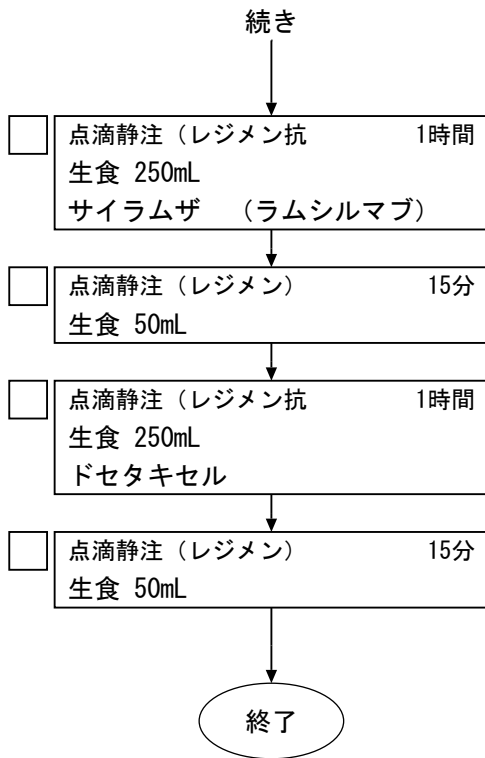 続き
点滴静注（レジメン抗 1時間
生食 250mL
サイラムザ （ラムシルマブ）
点滴静注（レジメン） 15分
生食 50mL
点滴静注（レジメン抗 1時間
生食 250mL
ドセタキセル
点滴静注（レジメン） 15分
生食 50mL
終了